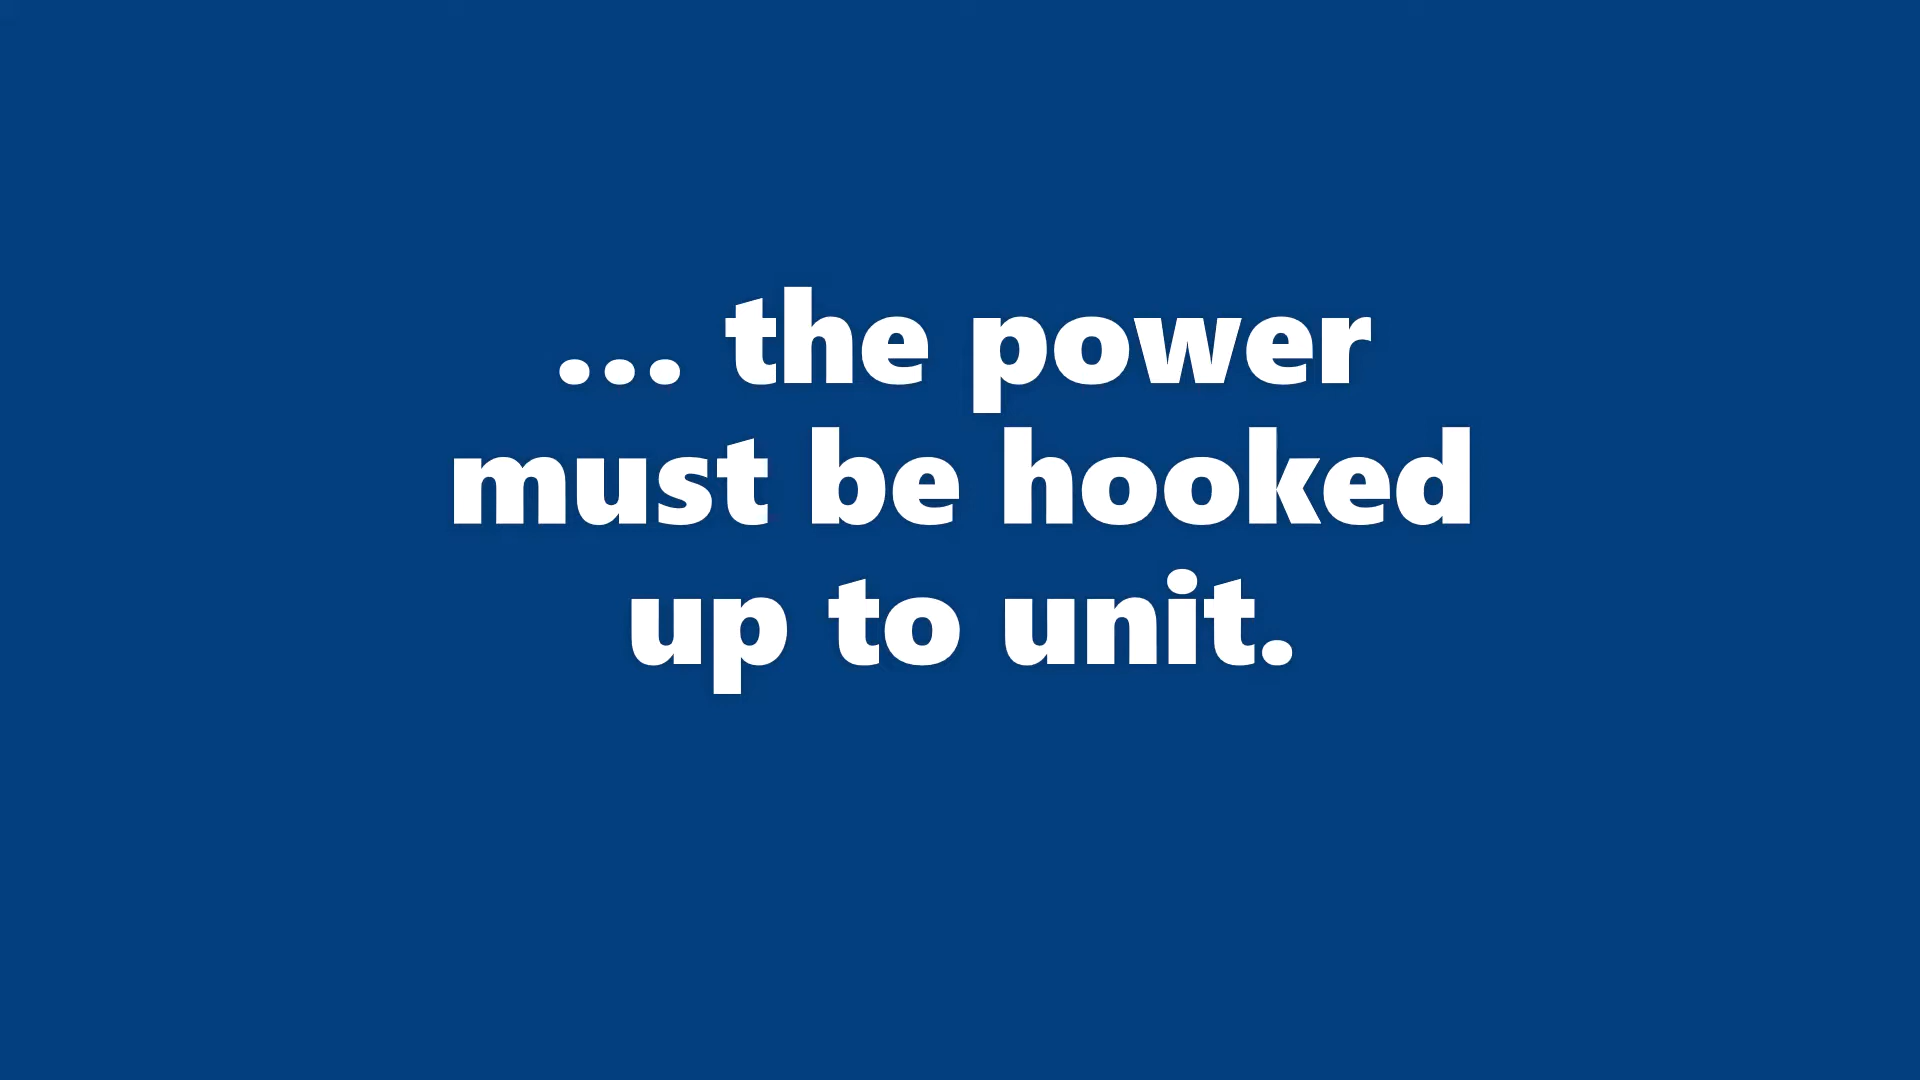 ... the power
must be hooked
up to unit.